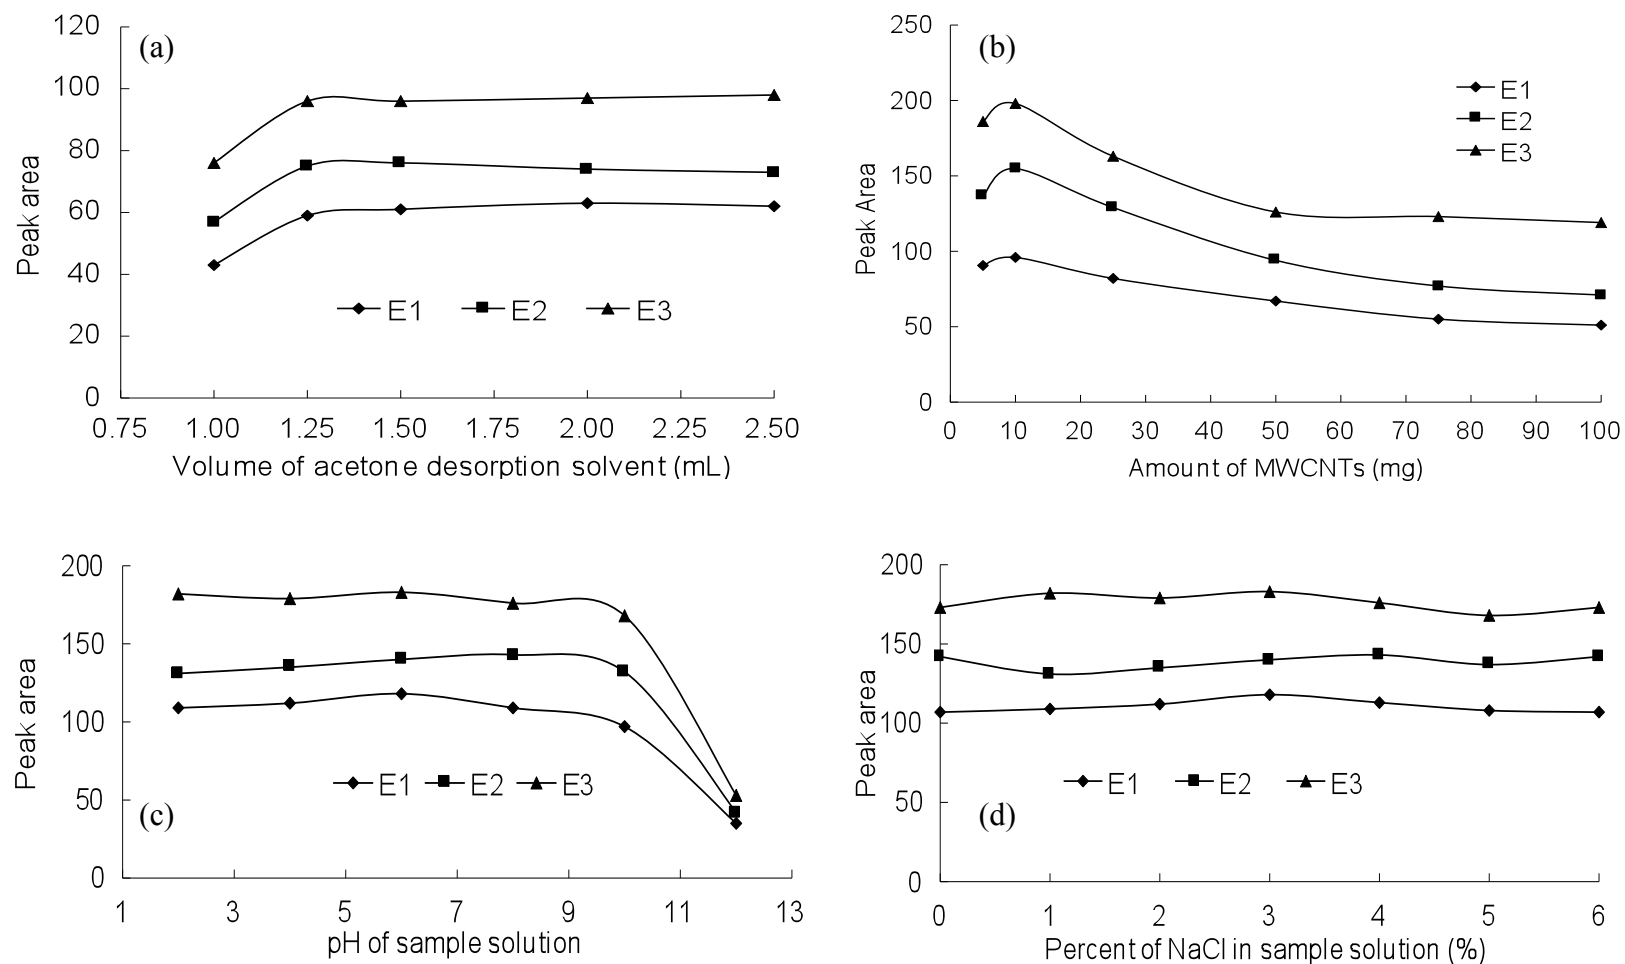 (a)
120
100
80
60
40
20
0
Peak area
E1 E2 E3
0.75 1.00 1.25 1.50 1.75 2.00 2.25 2.50
Volume of acetone desorption solvent (mL)
(b)
250
200
150
100
50
0
Peak Area
E1
E2
E3
0 10 20 30 40 50 60 70 80 90 100
Amount of MWCNTs (mg)
200
150
100
50
0
Peak area
E1 E2 E3
(c)
1 3 5 7 9 11 13
pH of sample solution
200
150
100
50
0
Peak area
E1 E2 E3
(d)
0 1 2 3 4 5 6
Percent of NaCl in sample solution (%)